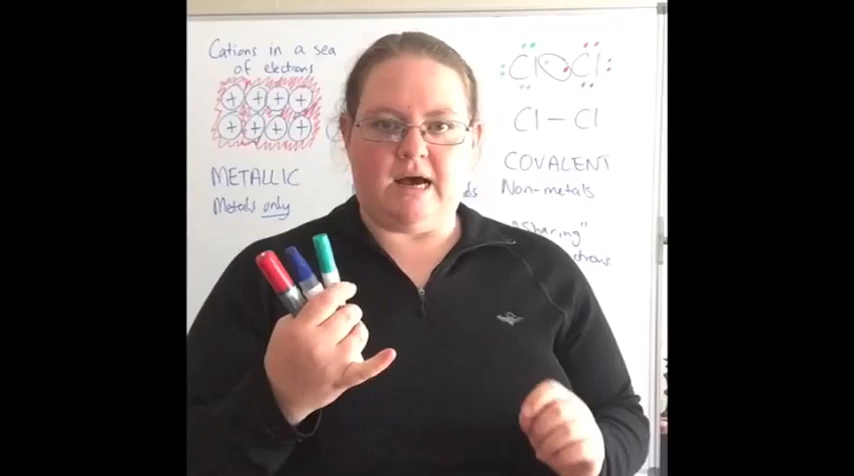 Cations in a sea
of electrons
+ + + +
+ + + +
METALLIC
Metals only
Cl Cl
Cl — Cl
COVALENT
Non-metals
"Sharing"